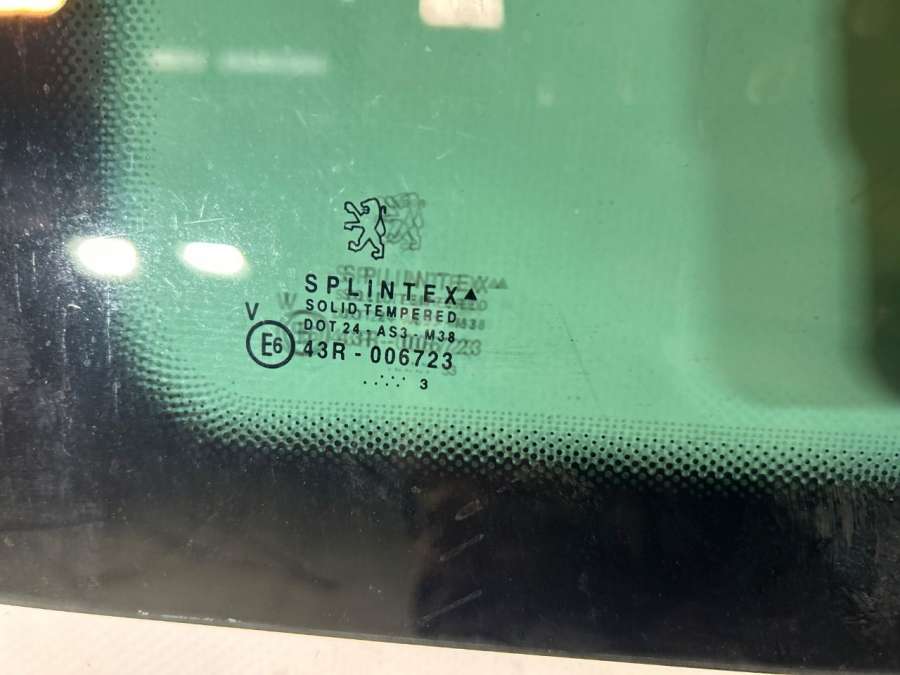 SPLINTEX▲
SOLID TEMPERED
DOT 24 - AS3 - M38
V
E6 43R - 006723
..:·:· 3